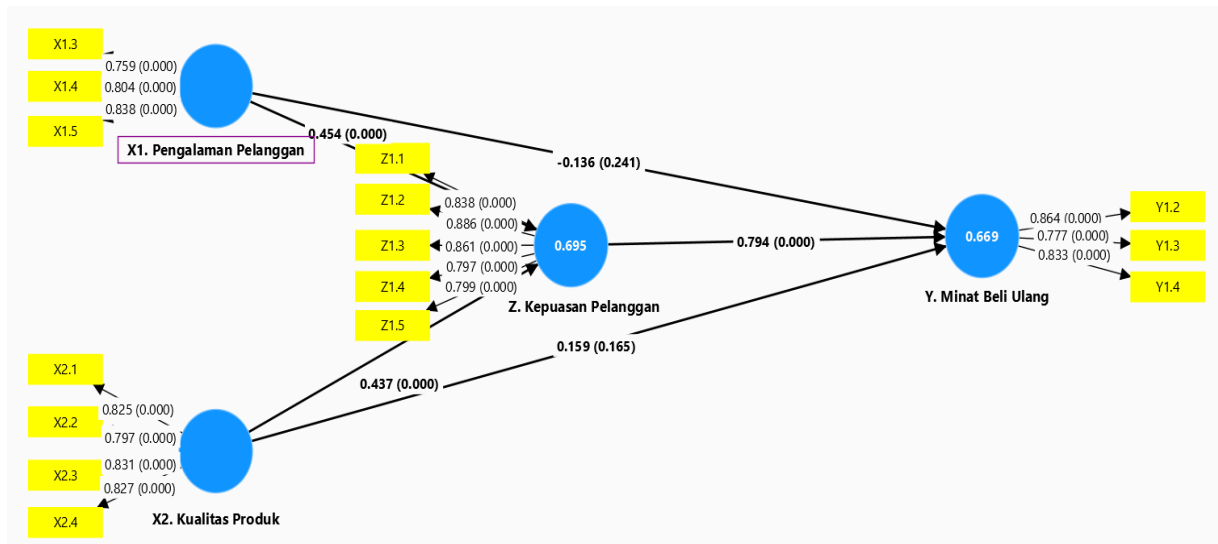 X1.3
0.759 (0.000)
X1.4
0.804 (0.000)
0.838 (0.000)
X1.5
X1. Pengalaman Pelanggan
0.454 (0.000)
-0.136 (0.241)
Z1.1
Z1.2
Z1.3
Z1.4
Z1.5
0.838 (0.000)
0.886 (0.000)
0.861 (0.000)
0.797 (0.000)
0.799 (0.000)
0.695
Z. Kepuasan Pelanggan
0.794 (0.000)
0.669
Y. Minat Beli Ulang
0.864 (0.000)
0.777 (0.000)
0.833 (0.000)
Y1.2
Y1.3
Y1.4
0.159 (0.165)
0.437 (0.000)
X2.1
0.825 (0.000)
X2.2
0.797 (0.000)
0.831 (0.000)
X2.3
0.827 (0.000)
X2.4
X2. Kualitas Produk